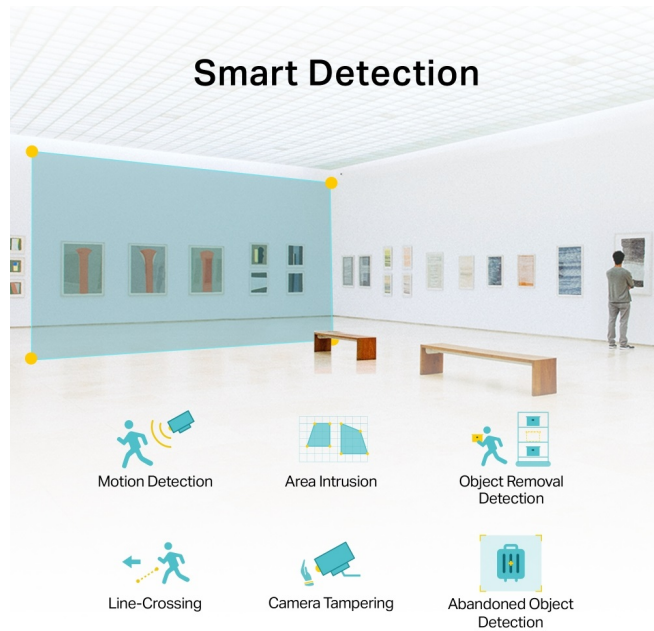 Smart Detection
Motion Detection
Area Intrusion
Object Removal
Detection
Line-Crossing
Camera Tampering
Abandoned Object
Detection